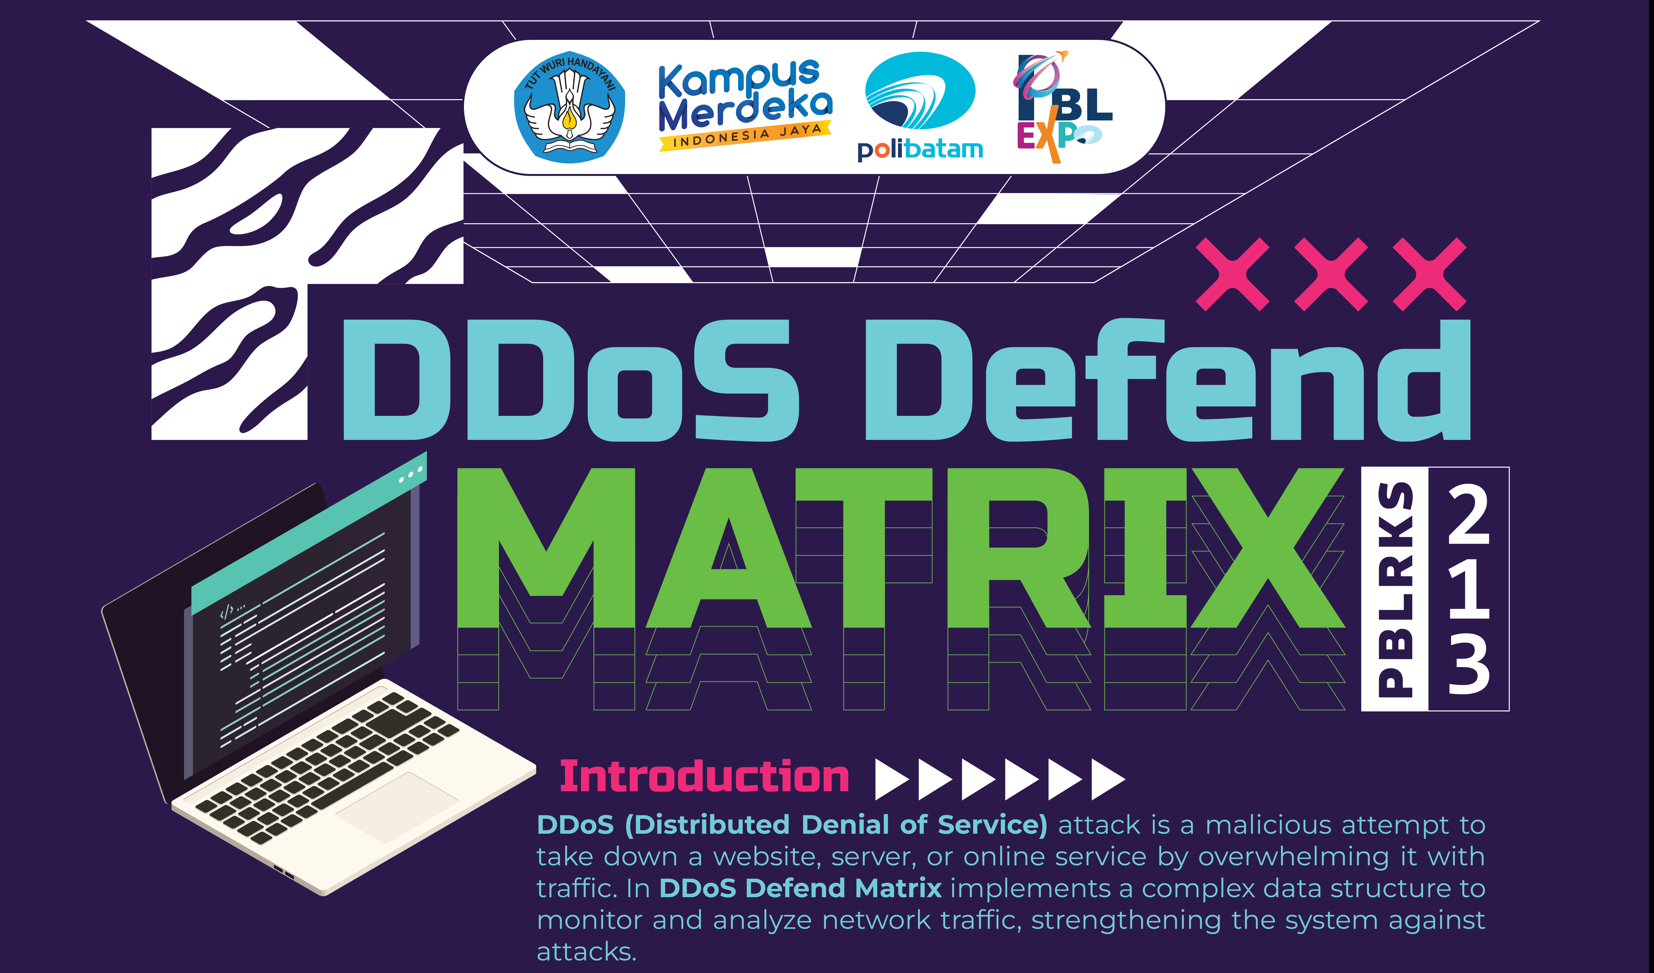 TUT WURI HANDAYANI
Kampus
Merdeka
INDONESIA JAYA
polibatam
PBL
EXPO
DDoS Defend
MATRIX
PBLRKS
2
1
3
</> ...
Introduction
DDoS (Distributed Denial of Service) attack is a malicious attempt to
take down a website, server, or online service by overwhelming it with
traffic. In DDoS Defend Matrix implements a complex data structure to
monitor and analyze network traffic, strengthening the system against
attacks.